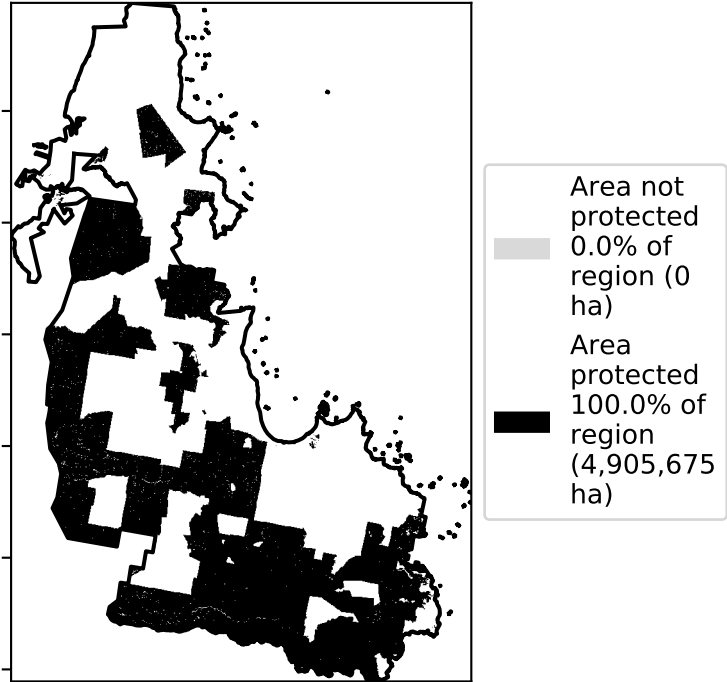 Area not
protected
0.0% of
region (0
ha)
Area
protected
100.0% of
region
(4,905,675
ha)